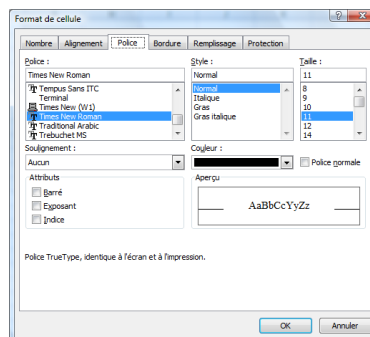 Format de cellule
Nombre Alignement Police Bordure Remplissage Protection
Police : Style : Taille :
Times New Roman Normal 11
Tempus Sans ITC Normal 8
Terminal Italique 9
Times New (W1) Gras 10
Times New Roman Gras italique 11
Traditional Arabic 12
Trebuchet MS 14
Soulignement : Couleur :
Aucun Police normale
Attributs Aperçu
Barré
Exposant AaBbCcYyZz
Indice
Police TrueType, identique à l'écran et à l'impression.
OK Annuler